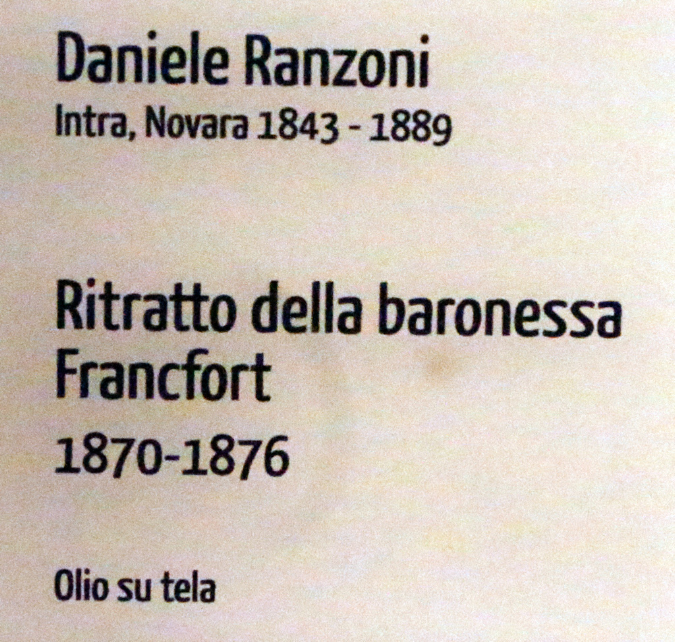 Daniele Ranzoni
Intra, Novara 1843 - 1889
Ritratto della baronessa
Francfort
1870-1876
Olio su tela